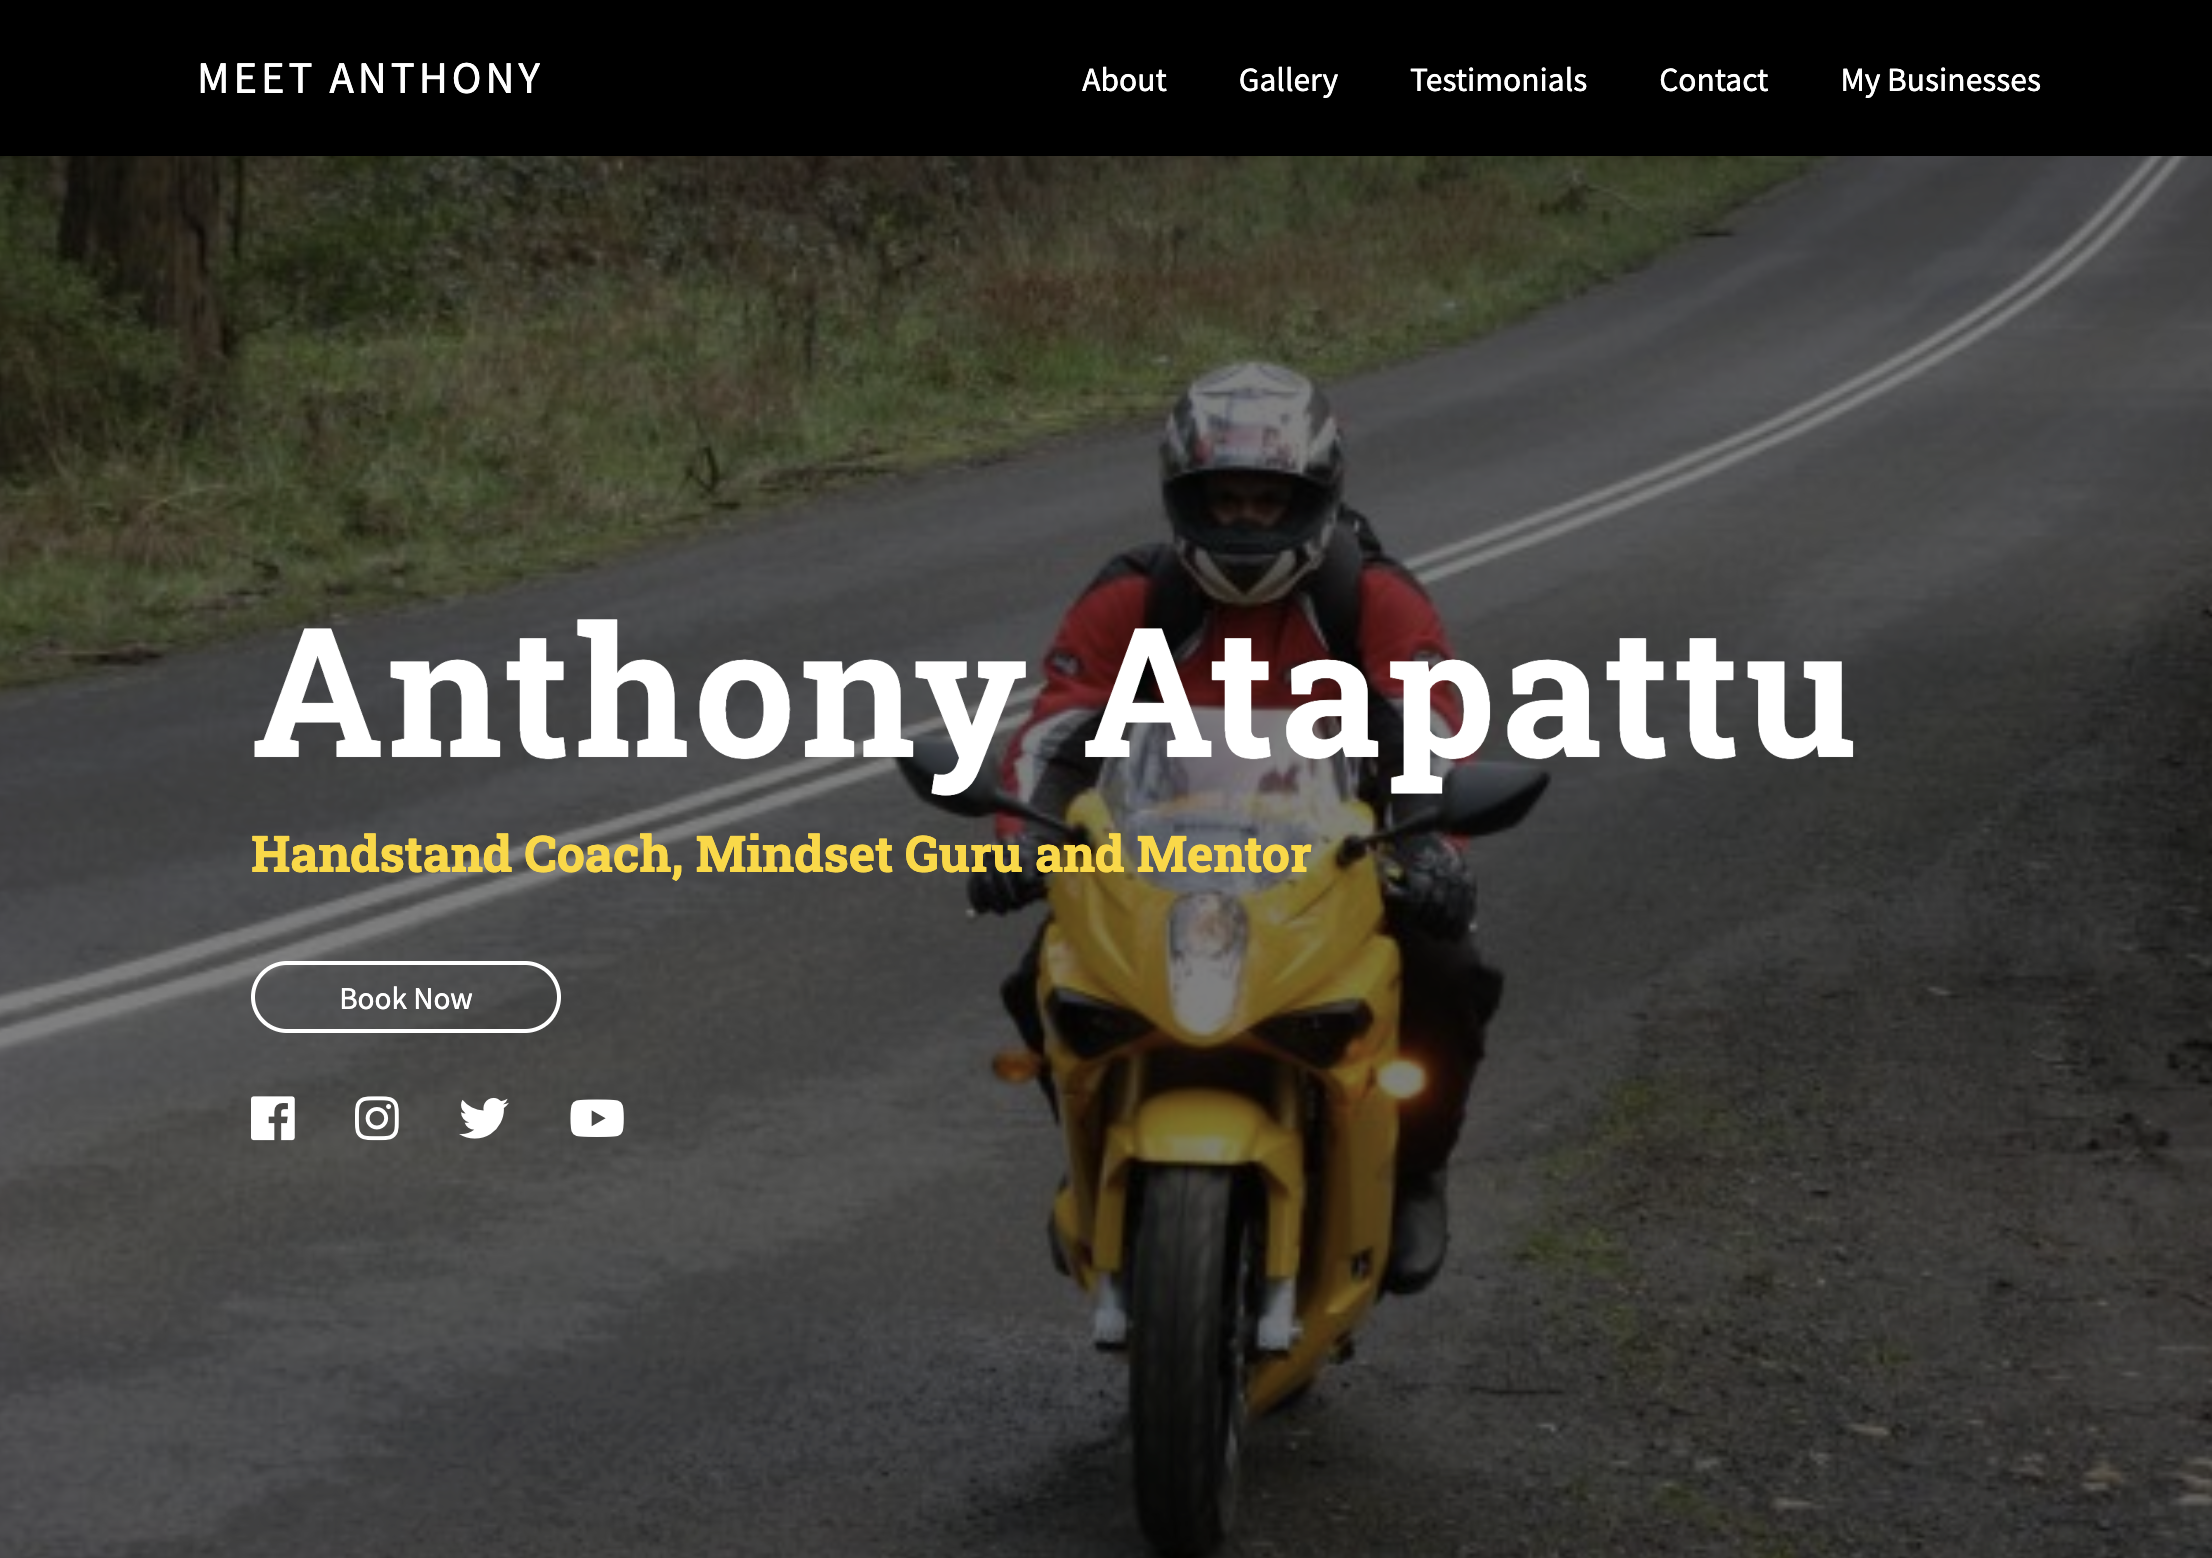 MEET ANTHONY
About Gallery Testimonials Contact My Businesses
Anthony Atapattu
Handstand Coach, Mindset Guru and Mentor
Book Now